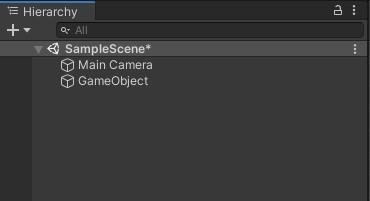 Hierarchy
All
SampleScene*
Main Camera
GameObject